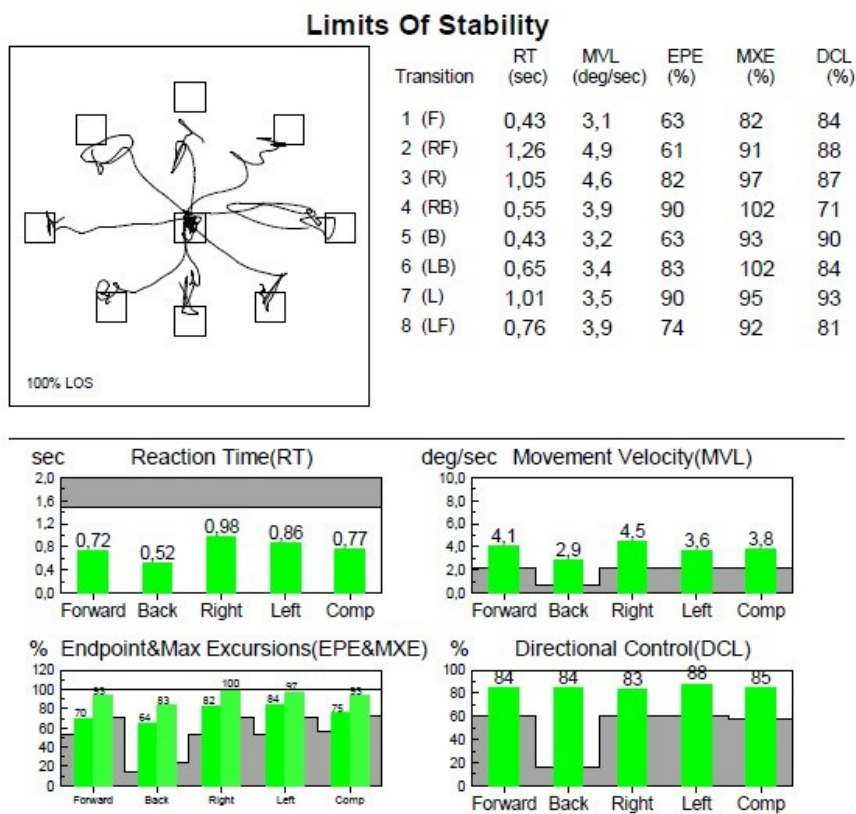 Limits Of Stability
100% LOS
Transition RT (sec) MVL (deg/sec) EPE (%) MXE (%) DCL (%)
1 (F) 0,43 3,1 63 82 84
2 (RF) 1,26 4,9 61 91 88
3 (R) 1,05 4,6 82 97 87
4 (RB) 0,55 3,9 90 102 71
5 (B) 0,43 3,2 63 93 90
6 (LB) 0,65 3,4 83 102 84
7 (L) 1,01 3,5 90 95 93
8 (LF) 0,76 3,9 74 92 81
sec Reaction Time(RT)
2,0
1,6
1,2
0,8
0,4
0,0
0,72 0,52 0,98 0,86 0,77
Forward Back Right Left Comp
deg/sec Movement Velocity(MVL)
10,0
8,0
6,0
4,0
2,0
0,0
4,1 2,9 4,5 3,6 3,8
Forward Back Right Left Comp
% Endpoint&Max Excursions(EPE&MXE)
120
100
80
60
40
20
0
70 93 64 83 82 100 84 97 75 93
Forward Back Right Left Comp
% Directional Control(DCL)
100
80
60
40
20
0
84 84 83 88 85
Forward Back Right Left Comp